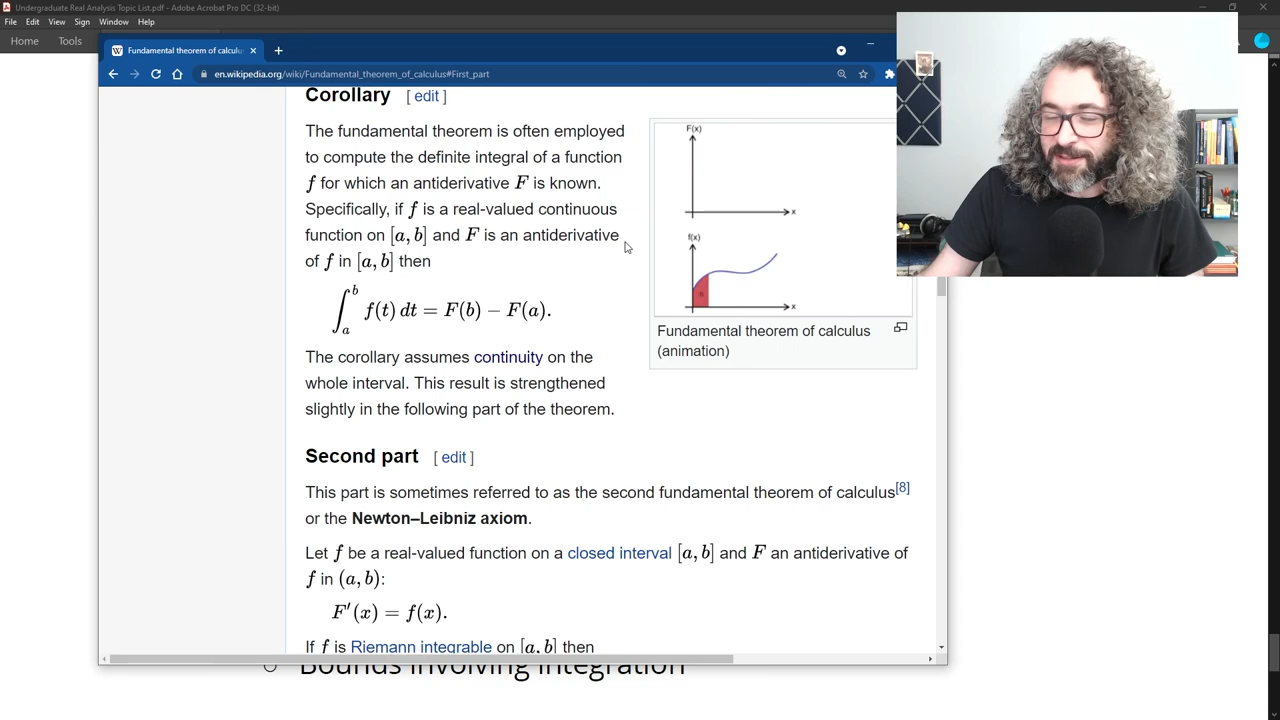 Undergraduate Real Analysis Topic List.pdf - Adobe Acrobat Pro DC (32-bit)
File Edit View Sign Window Help
Home Tools
W Fundamental theorem of calculu
en.wikipedia.org/wiki/Fundamental_theorem_of_calculus#First_part
Corollary [ edit ]
The fundamental theorem is often employed
to compute the definite integral of a function
f for which an antiderivative F is known.
Specifically, if f is a real-valued continuous
function on [a, b] and F is an antiderivative
of f in [a, b] then
∫_a^b f(t) dt = F(b) − F(a).
The corollary assumes continuity on the
whole interval. This result is strengthened
slightly in the following part of the theorem.
F(x)
x
f(x)
x
Fundamental theorem of calculus
(animation)
Second part [ edit ]
This part is sometimes referred to as the second fundamental theorem of calculus[8]
or the Newton–Leibniz axiom.
Let f be a real-valued function on a closed interval [a, b] and F an antiderivative of
f in (a, b):
F′(x) = f(x).
If f is Riemann integrable on [a, b] then
Bounds involving integration